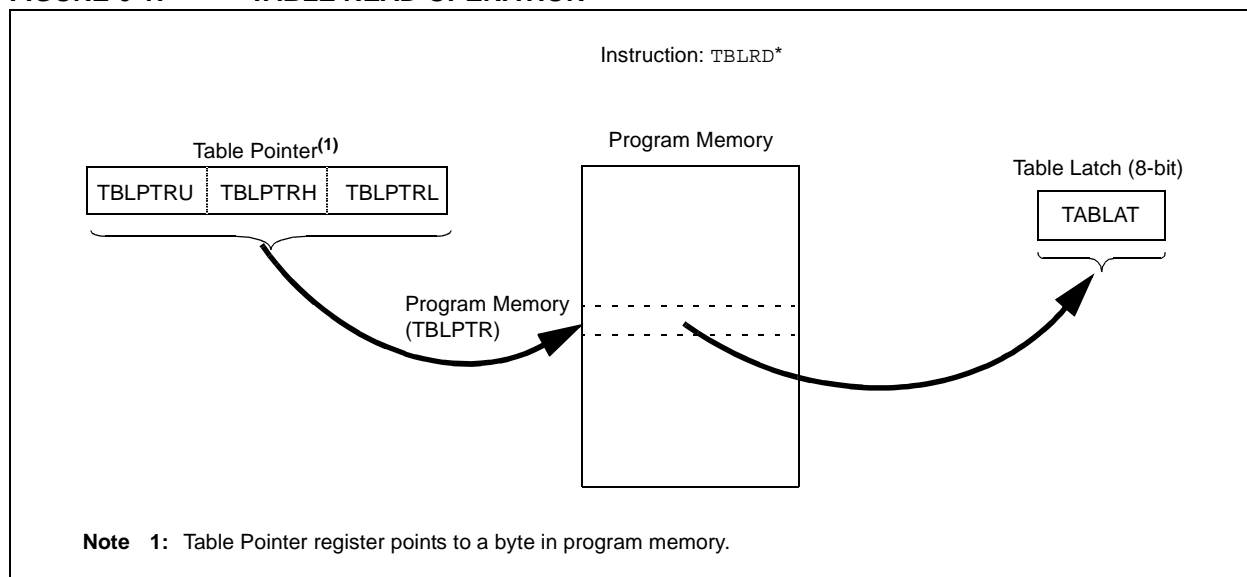 Instruction: TBLRD*
Table Pointer(1)
Program Memory
Table Latch (8-bit)
TBLPTRU TBLPTRH TBLPTRL
TABLAT
Program Memory
(TBLPTR)
Note 1: Table Pointer register points to a byte in program memory.